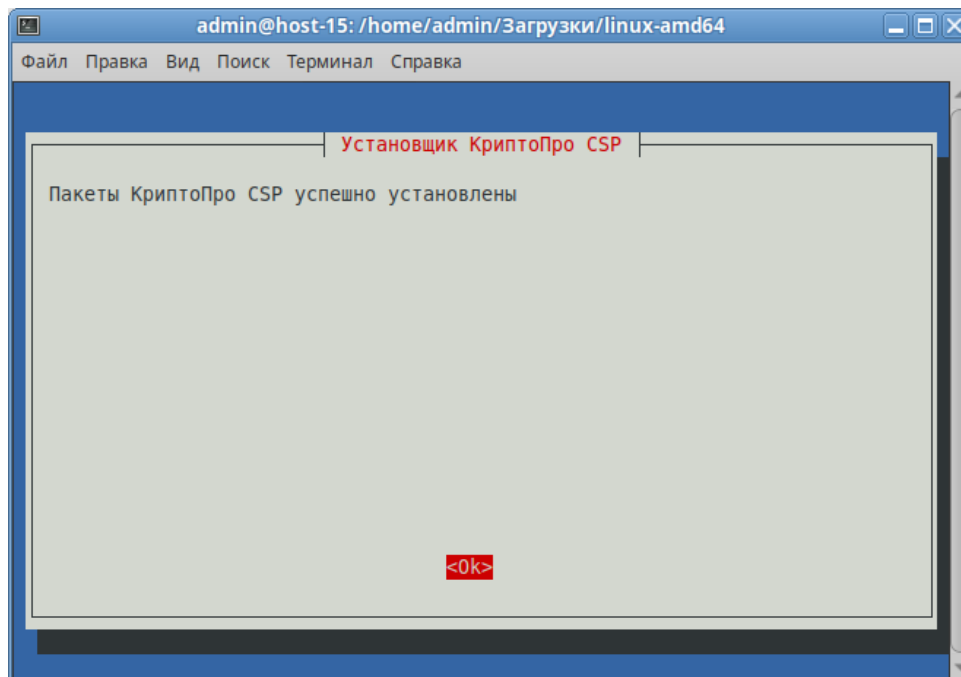 admin@host-15: /home/admin/Загрузки/linux-amd64
Файл Правка Вид Поиск Терминал Справка
Установщик КриптоПро CSP
Пакеты КриптоПро CSP успешно установлены
<Ok>